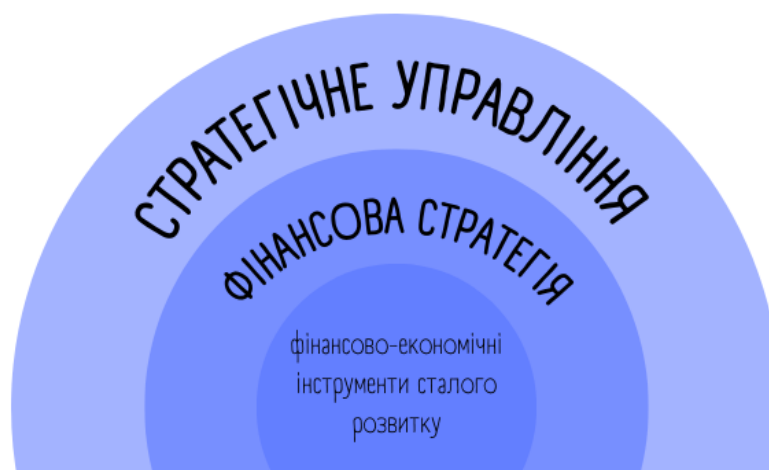 СТРАТЕГІЧНЕ УПРАВЛІННЯ
ФІНАНСОВА СТРАТЕГІЯ
фінансово-економічні
інструменти сталого
розвитку